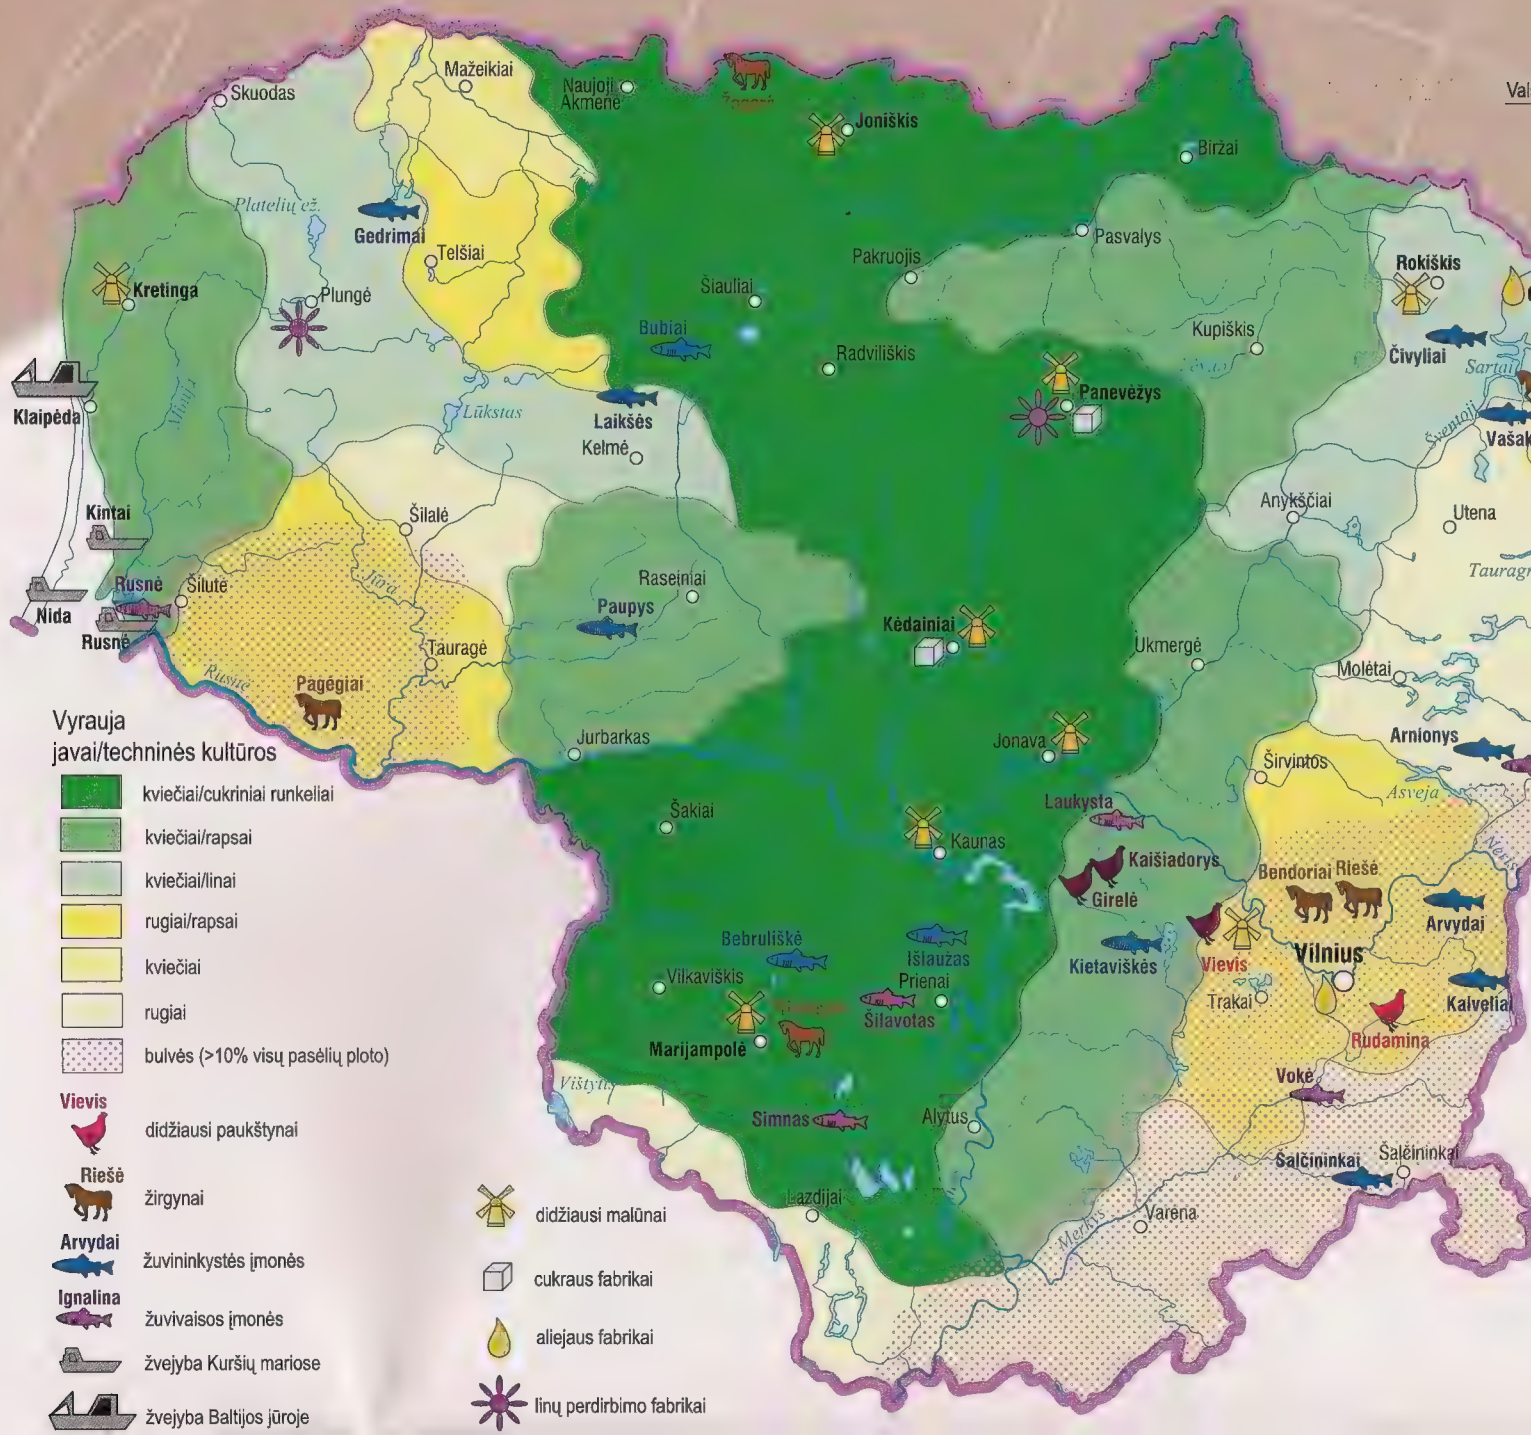 Val
Skuodas
Mažeikiai
Naujoji
Akmenė
Žagarė
Joniškis
Biržai
Platelių ež.
Gedrimai
Telšiai
Pasvalys
Pakruojis
Rokiškis
Kretinga
Plungė
Šiauliai
Bubiai
Radviliškis
Kupiškis
Čivyliai
Sartai
Klaipėda
Minija
Lūkstas
Laikšės
Kelmė
Panevėžys
Šventoji
Vašak
Kintai
Šilalė
Anykščiai
Utena
Nida
Rusnė
Šilutė
Jūra
Raseiniai
Paupys
Tauragn
Rusnė
Tauragė
Kėdainiai
Ukmergė
Molėtai
Rusnė
Pagėgiai
Jurbarkas
Jonava
Širvintos
Arnionys
Asveja
Šakiai
Laukysta
Kaunas
Kaišiadorys
Girelė
Neris
Bendoriai
Riešė
Arvydai
Bebruliškė
Išlaužas
Kietaviškės
Vievis
Vilnius
Vilkaviškis
Prienai
Šilavotas
Trakai
Kalveliai
Marijampolė
Rudamina
Vištyt.
Simnas
Alytus
Vokė
Šalčininkai
Šalčininkai
Lazdijai
Merkys
Varėna
Vyrauja
javai/techninės kultūros
kviečiai/cukriniai runkeliai
kviečiai/rapsai
kviečiai/linai
rugiai/rapsai
kviečiai
rugiai
bulvės (>10% visų pasėlių ploto)
Vievis
didžiausi paukštynai
Riešė
žirgynai
Arvydai
žuvininkystės įmonės
Ignalina
žuvivaisos įmonės
žvejyba Kuršių mariose
žvejyba Baltijos jūroje
didžiausi malūnai
cukraus fabrikai
aliejaus fabrikai
linų perdirbimo fabrikai